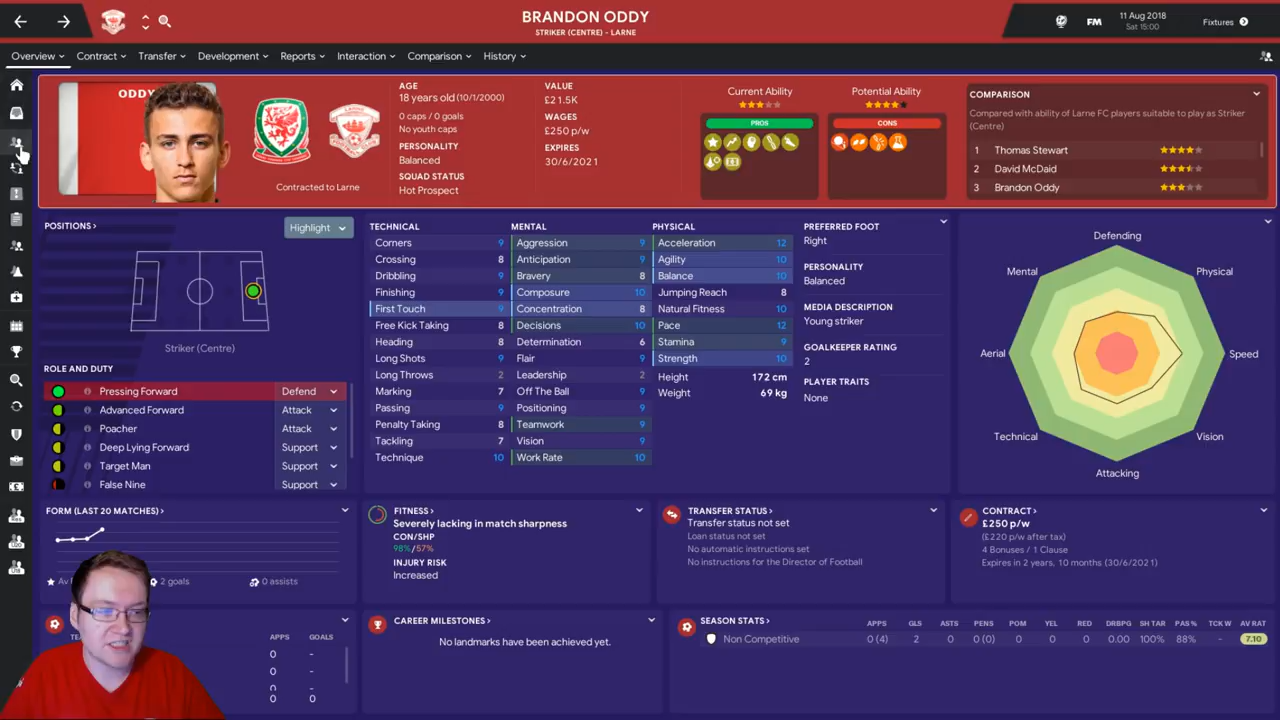 BRANDON ODDY
STRIKER (CENTRE) - LARNE
FM
11 Aug 2018
Sat 15:00
Fixtures
Overview
Contract
Transfer
Development
Reports
Interaction
Comparison
History
ODDY
Contracted to Larne
AGE
18 years old (10/1/2000)
0 caps / 0 goals
No youth caps
PERSONALITY
Balanced
SQUAD STATUS
Hot Prospect
VALUE
£21.5K
WAGES
£250 p/w
EXPIRES
30/6/2021
Current Ability
PROS
Potential Ability
CONS
COMPARISON
Compared with ability of Larne FC players suitable to play as Striker
(Centre)
1 Thomas Stewart
2 David McDaid
3 Brandon Oddy
POSITIONS>
Highlight
Striker (Centre)
ROLE AND DUTY
Pressing Forward Defend
Advanced Forward Attack
Poacher Attack
Deep Lying Forward Support
Target Man Support
False Nine Support
TECHNICAL
Corners 9
Crossing 8
Dribbling 9
Finishing 9
First Touch 9
Free Kick Taking 8
Heading 8
Long Shots 9
Long Throws 2
Marking 7
Passing 9
Penalty Taking 8
Tackling 7
Technique 10
MENTAL
Aggression 9
Anticipation 9
Bravery 8
Composure 10
Concentration 8
Decisions 10
Determination 6
Flair 9
Leadership 2
Off The Ball 9
Positioning 9
Teamwork 9
Vision 9
Work Rate 10
PHYSICAL
Acceleration 12
Agility 10
Balance 10
Jumping Reach 8
Natural Fitness 10
Pace 12
Stamina 9
Strength 10
Height 172 cm
Weight 69 kg
PREFERRED FOOT
Right
PERSONALITY
Balanced
MEDIA DESCRIPTION
Young striker
GOALKEEPER RATING
2
PLAYER TRAITS
None
Defending
Physical
Speed
Vision
Attacking
Technical
Aerial
Mental
FORM (LAST 20 MATCHES)>
Av
2 goals
0 assists
FITNESS>
Severely lacking in match sharpness
CON/SHP
98%/57%
INJURY RISK
Increased
TRANSFER STATUS>
Transfer status not set
Loan status not set
No automatic instructions set
No instructions for the Director of Football
CONTRACT>
£250 p/w
(£220 p/w after tax)
4 Bonuses / 1 Clause
Expires in 2 years, 10 months (30/6/2021)
APPS GOALS
0 -
0 -
0 -
0 0
CAREER MILESTONES>
No landmarks have been achieved yet.
SEASON STATS> APPS GLS ASTS PENS POM YEL RED DRBPG SH TAR PAS % TCK W AV RAT
Non Competitive 0 (4) 2 0 0 (0) 0 0 0 0.00 100% 88% - 7.10